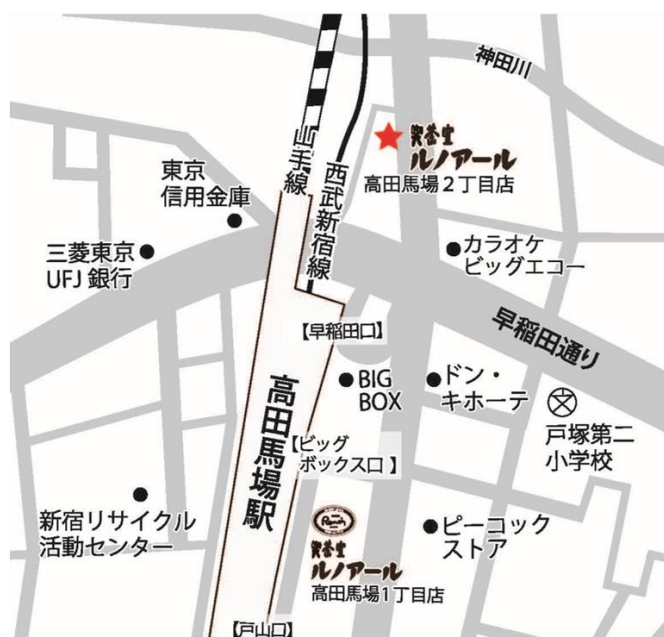 神田川
山手線
西武新宿線
喫茶室
ルノアール
高田馬場2丁目店
東京
信用金庫
三菱東京
UFJ銀行
カラオケ
ビッグエコー
早稲田通り
【早稲田口】
BIG
BOX
ドン・
キホーテ
戸塚第二
小学校
高田馬場駅
【ビッグ
ボックス口】
新宿リサイクル
活動センター
ピーコック
ストア
喫茶室
ルノアール
高田馬場1丁目店
【戸山口】